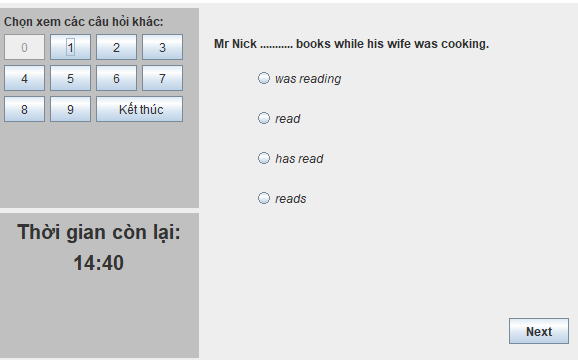 Chọn xem các câu hỏi khác:
0 1 2 3
4 5 6 7
8 9 Kết thúc
Thời gian còn lại:
14:40
Mr Nick ........... books while his wife was cooking.
was reading
read
has read
reads
Next